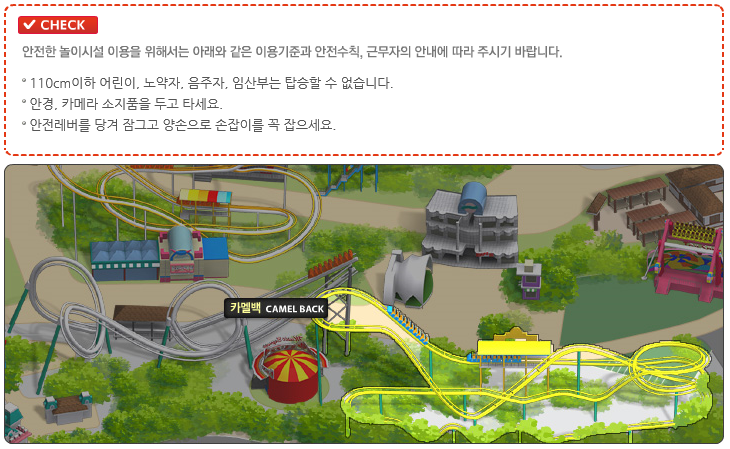 CHECK
안전한 놀이시설 이용을 위해서는 아래와 같은 이용기준과 안전수칙, 근무자의 안내에 따라 주시기 바랍니다.
110cm이하 어린이, 노약자, 음주자, 임산부는 탑승할 수 없습니다.
안경, 카메라 소지품을 두고 타세요.
안전레버를 당겨 잠그고 양손으로 손잡이를 꼭 잡으세요.
카멜백 CAMEL BACK